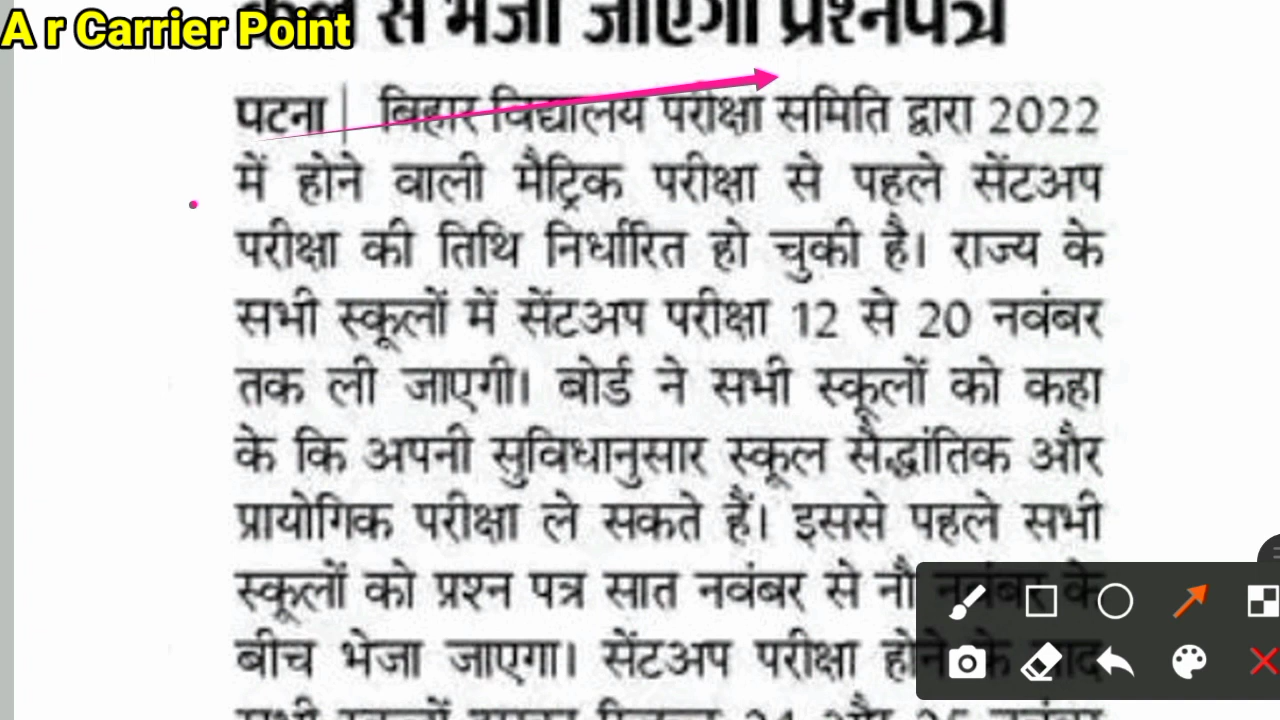 A r Carrier Point
से भेजा जाएगा प्रश्नपत्र
पटना| बिहार विद्यालय परीक्षा समिति द्वारा 2022
में होने वाली मैट्रिक परीक्षा से पहले सेंटअप
परीक्षा की तिथि निर्धारित हो चुकी है। राज्य के
सभी स्कूलों में सेंटअप परीक्षा 12 से 20 नवंबर
तक ली जाएगी। बोर्ड ने सभी स्कूलों को कहा
के कि अपनी सुविधानुसार स्कूल सैद्धांतिक और
प्रायोगिक परीक्षा ले सकते हैं। इससे पहले सभी
स्कूलों को प्रश्न पत्र सात नवंबर से नौ नवंबर के
बीच भेजा जाएगा। सेंटअप परीक्षा होने के बाद